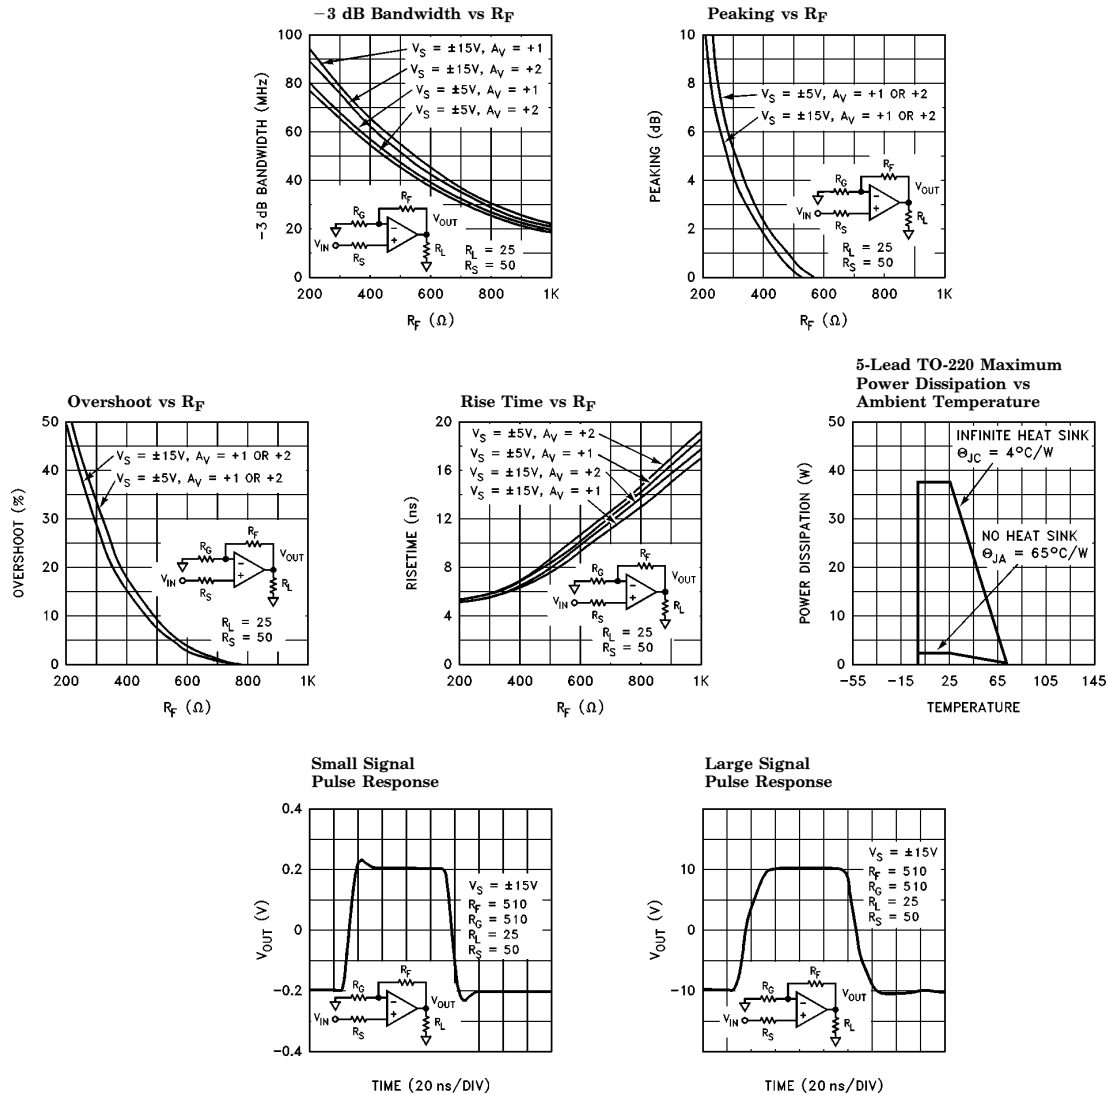 −3 dB Bandwidth vs RF
100
80
60
40
20
0
−3 dB BANDWIDTH (MHz)
VS = ±15V, AV = +1
VS = ±15V, AV = +2
VS = ±5V, AV = +1
VS = ±5V, AV = +2
RF
RG
VOUT
VIN
RS
RL
RL = 25
RS = 50
200 400 600 800 1K
RF (Ω)
Peaking vs RF
10
8
6
4
2
0
PEAKING (dB)
VS = ±5V, AV = +1 OR +2
VS = ±15V, AV = +1 OR +2
RF
RG
VOUT
VIN
RS
RL
RL = 25
RS = 50
200 400 600 800 1K
RF (Ω)
Overshoot vs RF
50
40
30
20
10
0
OVERSHOOT (%)
VS = ±15V, AV = +1 OR +2
VS = ±5V, AV = +1 OR +2
RF
RG
VOUT
VIN
RS
RL
RL = 25
RS = 50
200 400 600 800 1K
RF (Ω)
Rise Time vs RF
20
16
12
8
4
0
RISETIME (ns)
VS = ±5V, AV = +2
VS = ±5V, AV = +1
VS = ±15V, AV = +2
VS = ±15V, AV = +1
RF
RG
VOUT
VIN
RS
RL
RL = 25
RS = 50
200 400 600 800 1K
RF (Ω)
5-Lead TO-220 Maximum
Power Dissipation vs
Ambient Temperature
50
40
30
20
10
0
POWER DISSIPATION (W)
INFINITE HEAT SINK
ΘJC = 4°C/W
NO HEAT SINK
ΘJA = 65°C/W
-55 -15 25 65 105 145
TEMPERATURE
Small Signal
Pulse Response
0.4
0.2
0
-0.2
-0.4
VOUT (V)
VS = ±15V
RF = 510
RG = 510
RL = 25
RS = 50
RF
RG
VOUT
VIN
RS
RL
TIME (20 ns/DIV)
Large Signal
Pulse Response
10
0
-10
VOUT (V)
VS = ±15V
RF = 510
RG = 510
RL = 25
RS = 50
RF
RG
VOUT
VIN
RS
RL
TIME (20 ns/DIV)